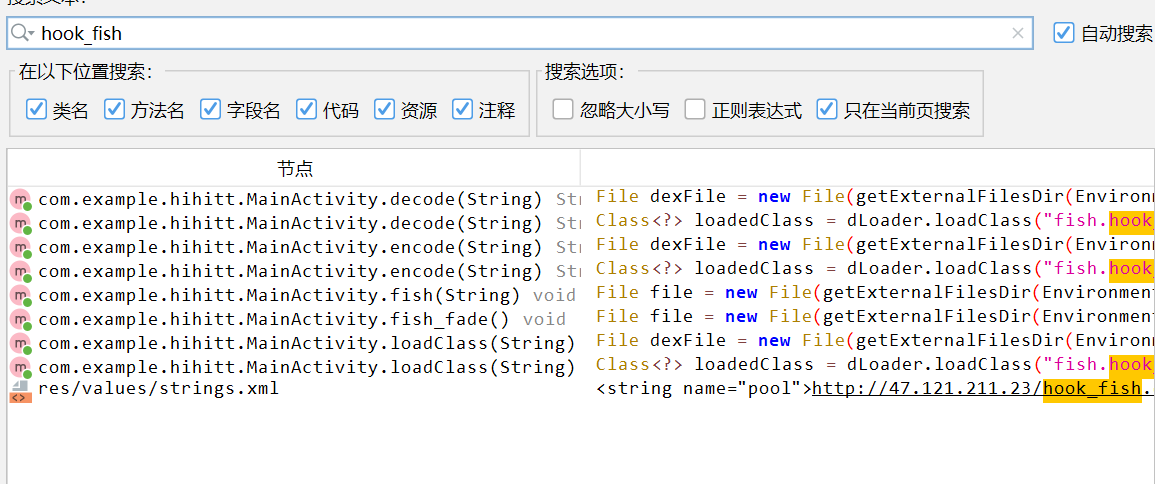 hook_fish
自动搜索
在以下位置搜索： 搜索选项：
类名 方法名 字段名 代码 资源 注释 忽略大小写 正则表达式 只在当前页搜索
节点
com.example.hihitt.MainActivity.decode(String) Str File dexFile = new File(getExternalFilesDir(Environm
com.example.hihitt.MainActivity.decode(String) Str Class<?> loadedClass = dLoader.loadClass("fish.hook_
com.example.hihitt.MainActivity.encode(String) Str File dexFile = new File(getExternalFilesDir(Environm
com.example.hihitt.MainActivity.encode(String) Str Class<?> loadedClass = dLoader.loadClass("fish.hook_
com.example.hihitt.MainActivity.fish(String) void File file = new File(getExternalFilesDir(Environment
com.example.hihitt.MainActivity.fish_fade() void File file = new File(getExternalFilesDir(Environment
com.example.hihitt.MainActivity.loadClass(String) File dexFile = new File(getExternalFilesDir(Environm
com.example.hihitt.MainActivity.loadClass(String) Class<?> loadedClass = dLoader.loadClass("fish.hook_
res/values/strings.xml <string name="pool">http://47.121.211.23/hook_fish.